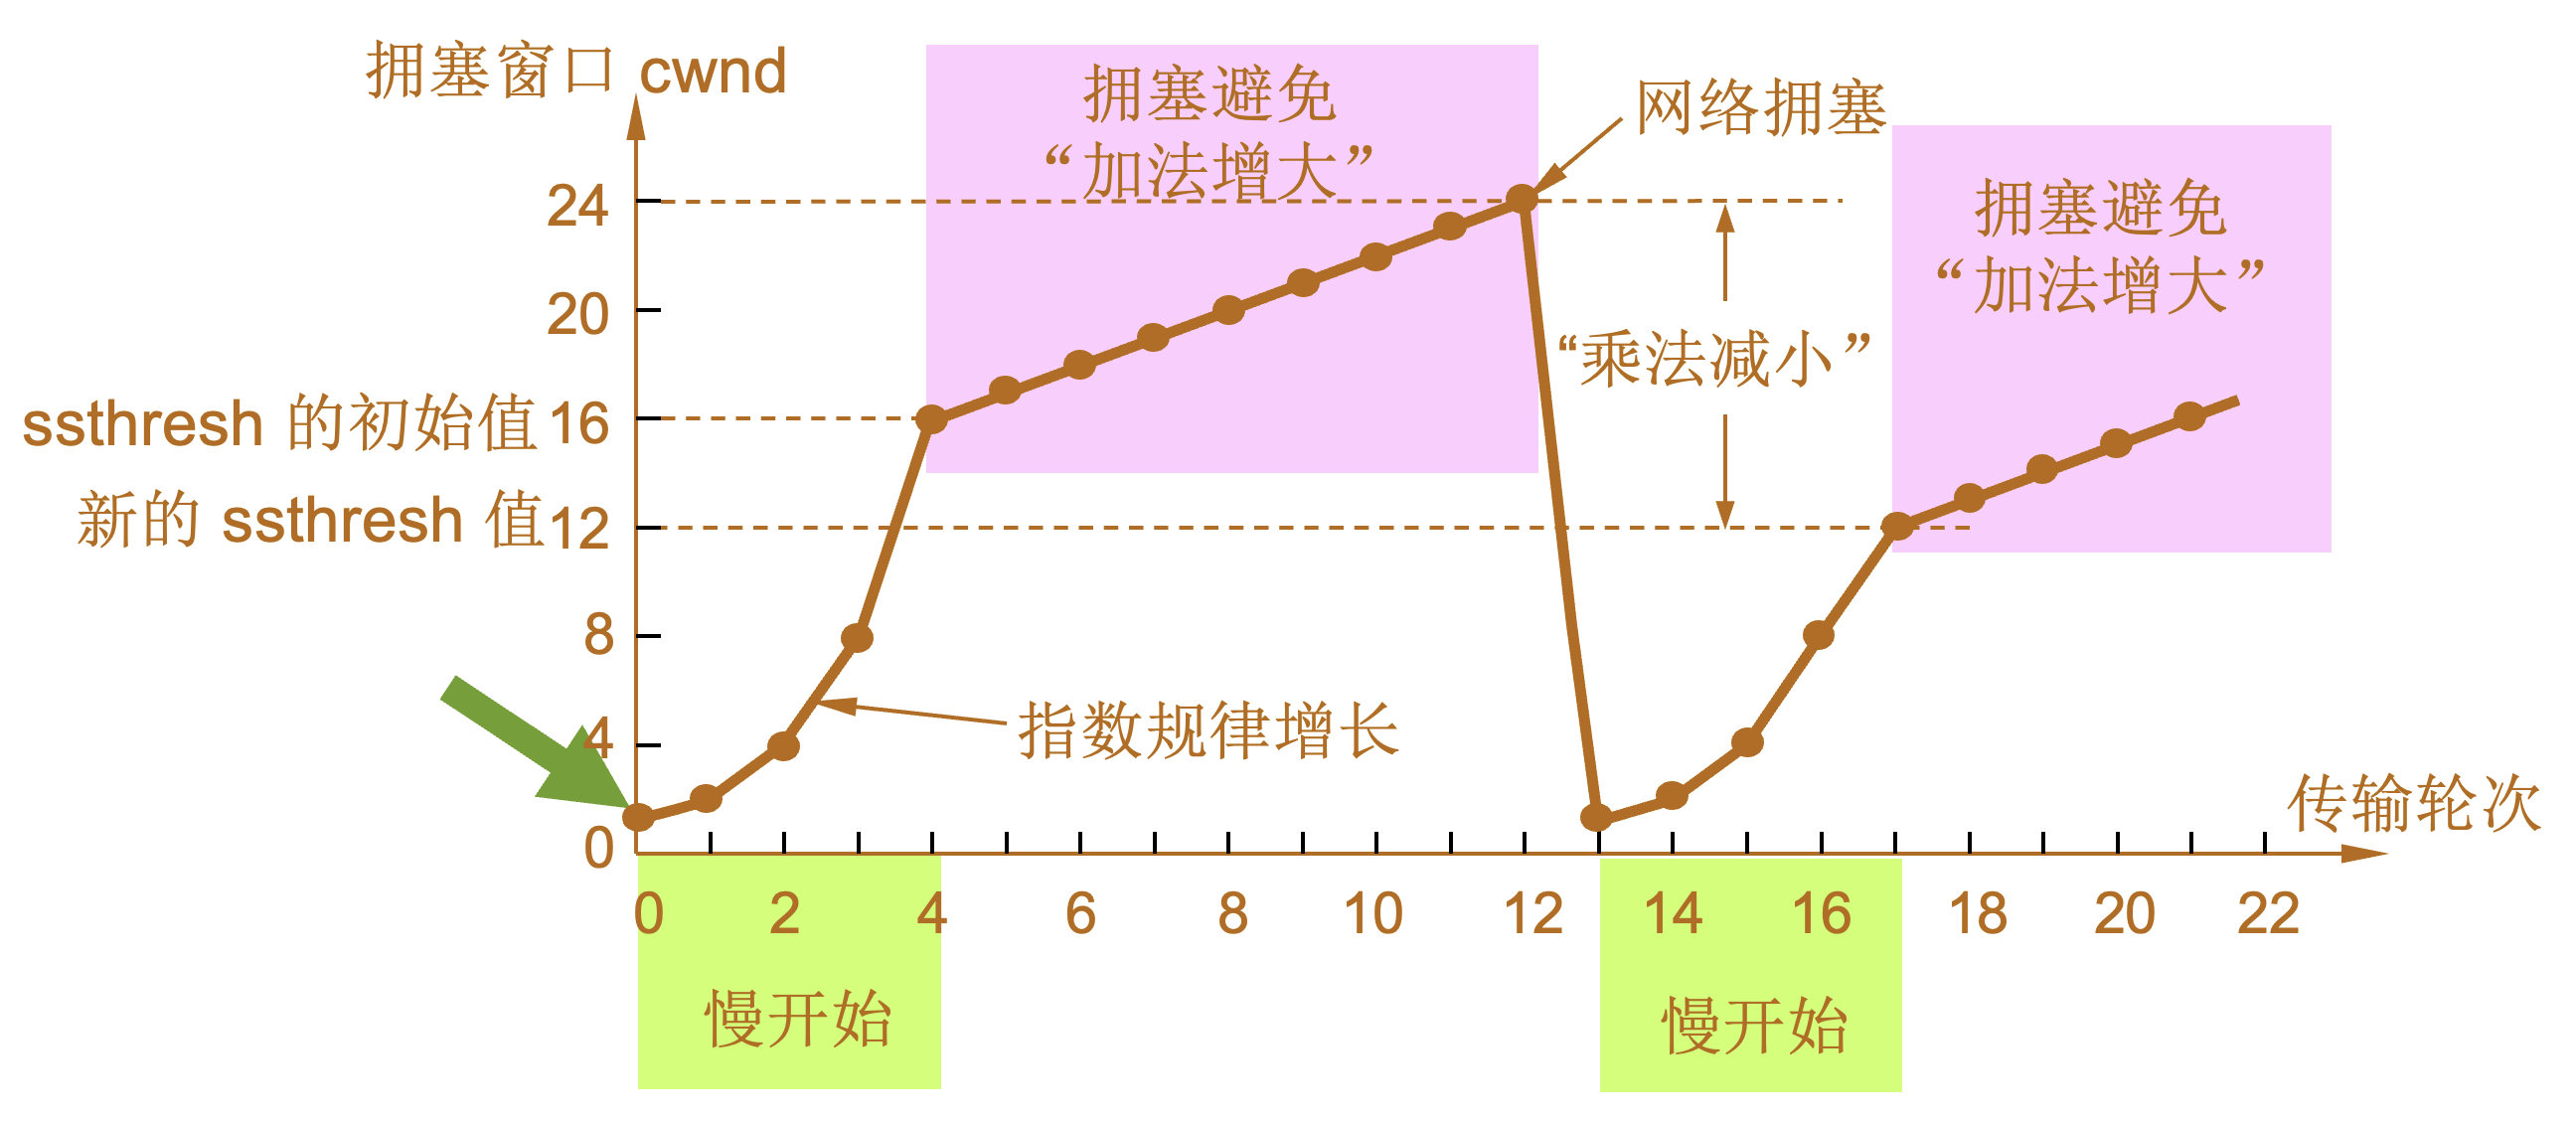 拥塞窗口 cwnd
拥塞避免
“加法增大”
网络拥塞
拥塞避免
“加法增大”
24
20
“乘法减小”
ssthresh 的初始值 16
新的 ssthresh 值 12
8
4
指数规律增长
0
传输轮次
0 2 4 6 8 10 12 14 16 18 20 22
慢开始
慢开始